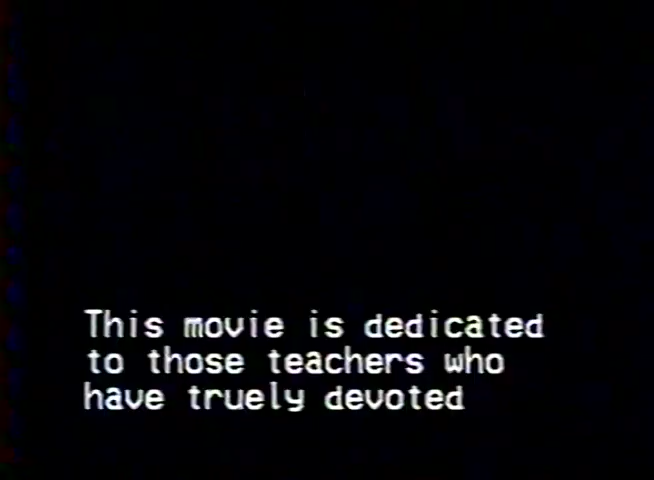 This movie is dedicated
to those teachers who
have truely devoted